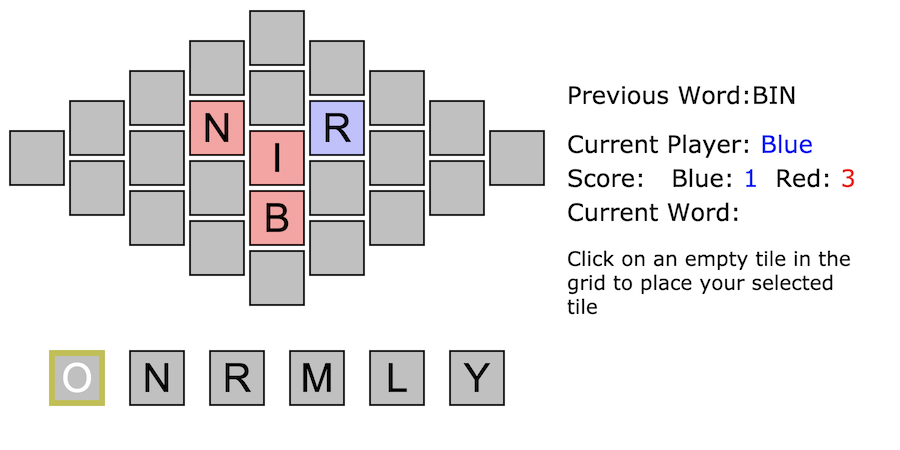 N R
I
B
Previous Word:BIN
Current Player: Blue
Score: Blue: 1 Red: 3
Current Word:
Click on an empty tile in the
grid to place your selected
tile
O N R M L Y